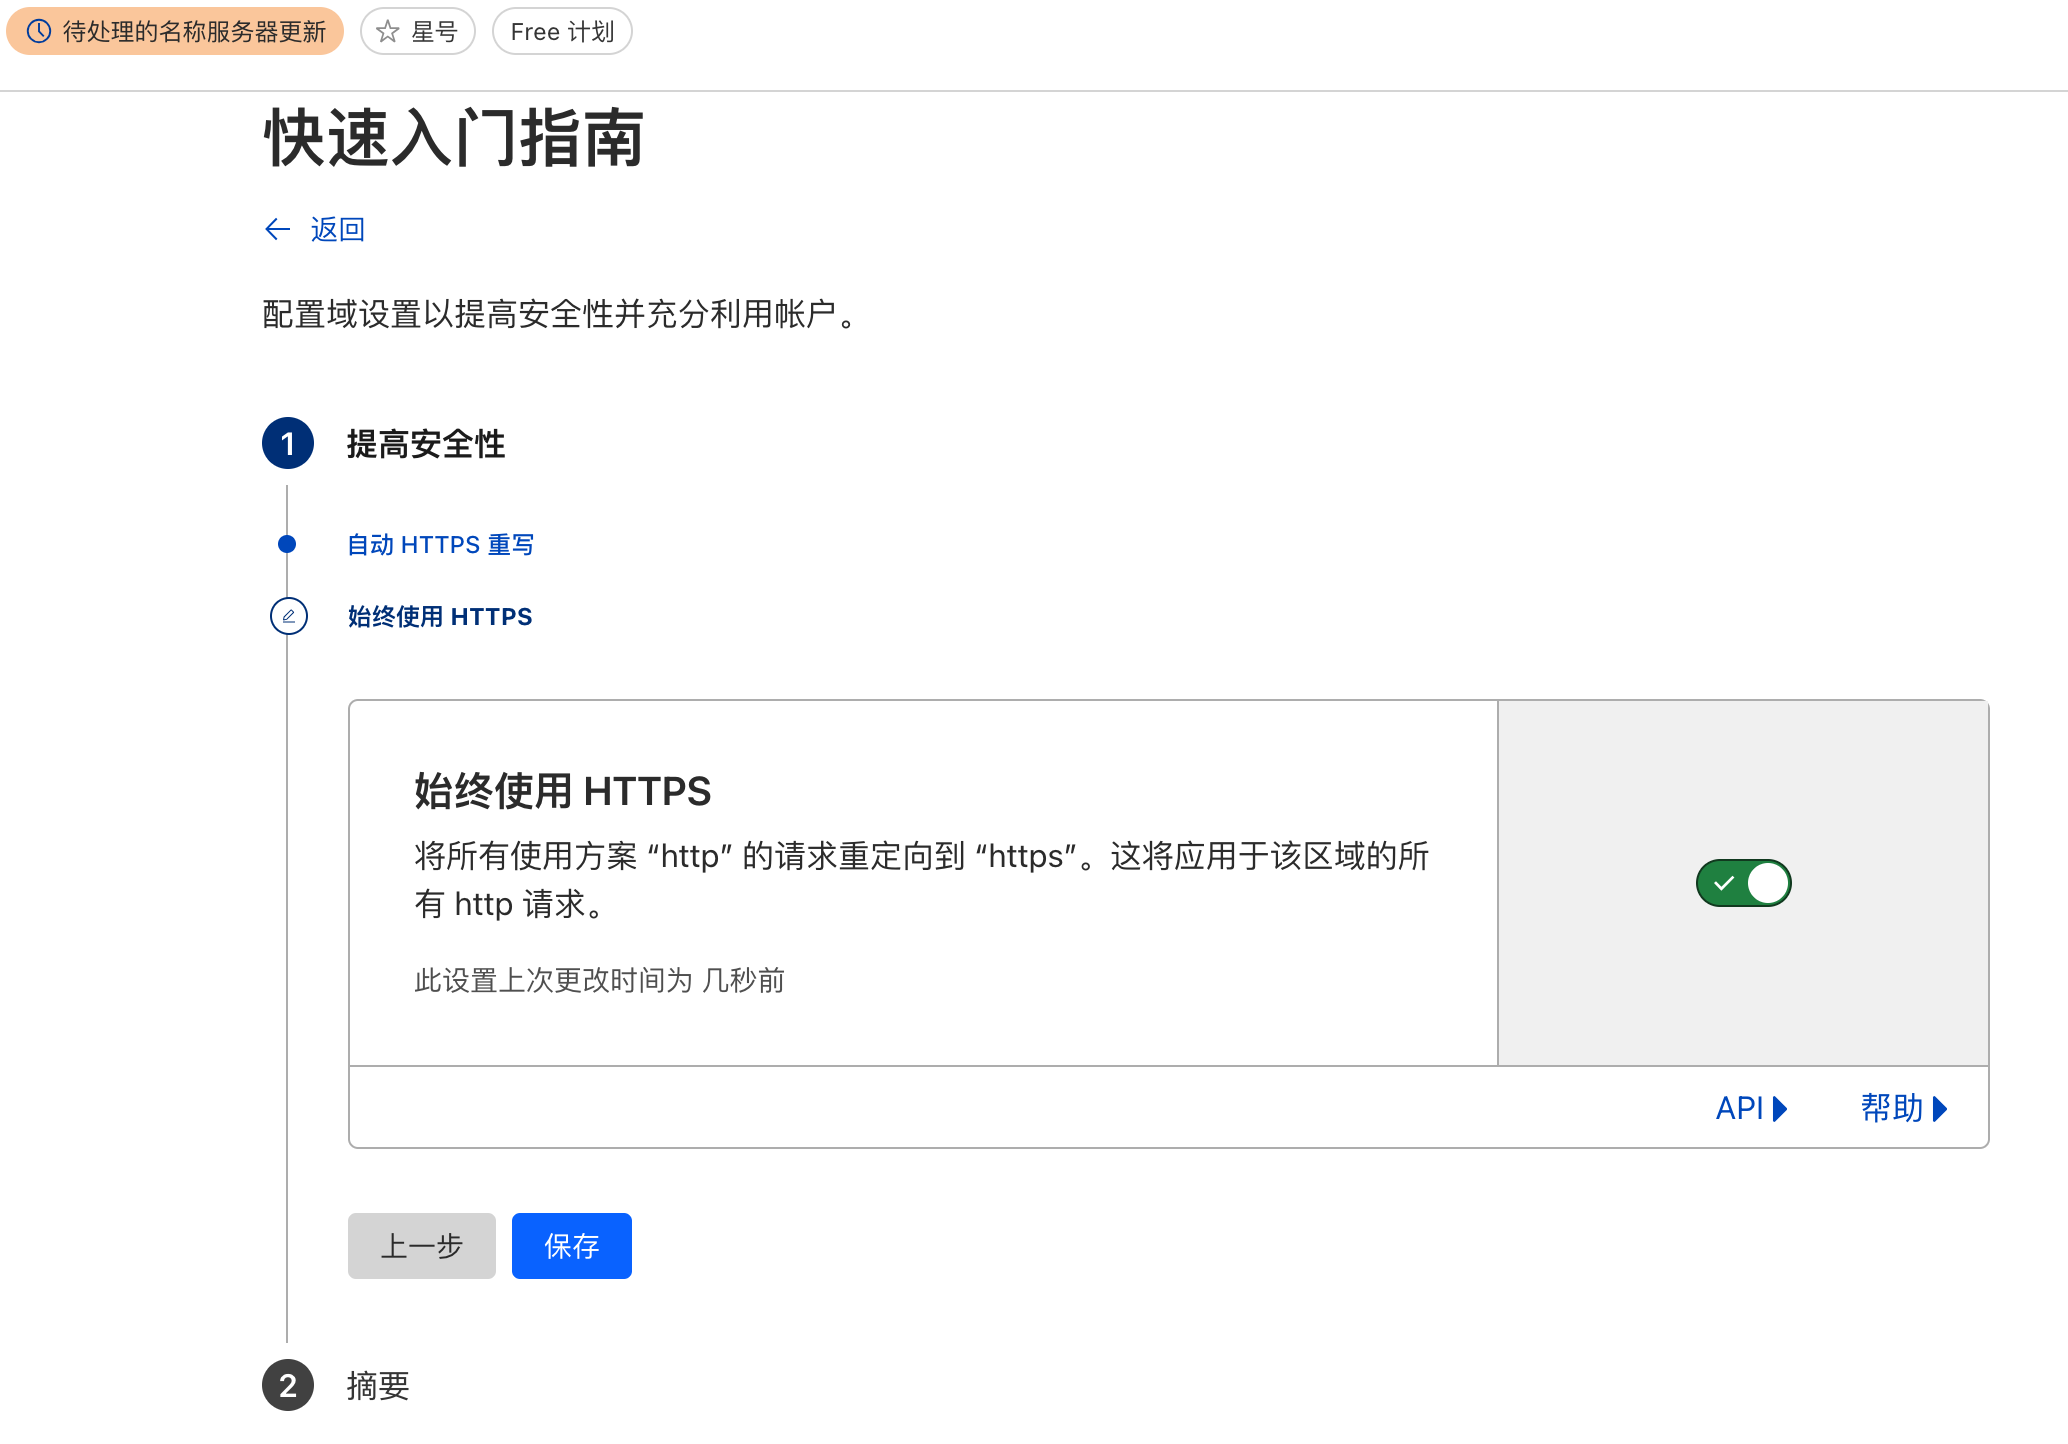 待处理的名称服务器更新 星号 Free 计划
快速入门指南
返回
配置域设置以提高安全性并充分利用帐户。
1 提高安全性
自动 HTTPS 重写
始终使用 HTTPS
始终使用 HTTPS
将所有使用方案 “http” 的请求重定向到 “https”。这将应用于该区域的所
有 http 请求。
此设置上次更改时间为 几秒前
API 帮助
上一步 保存
2 摘要